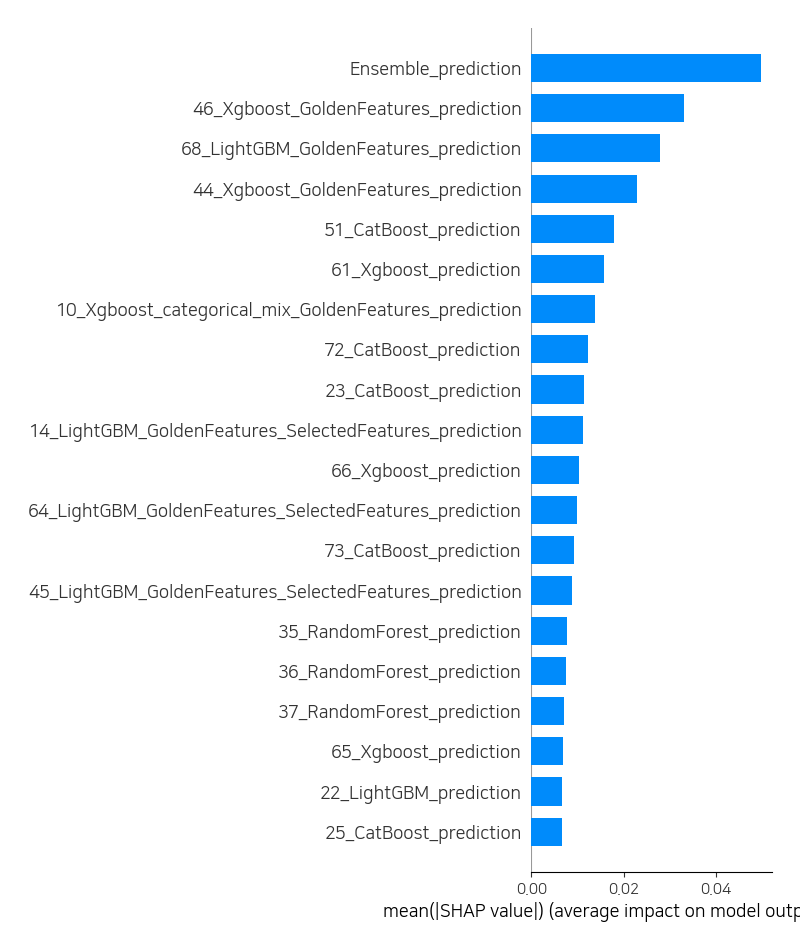 Ensemble_prediction
46_Xgboost_GoldenFeatures_prediction
68_LightGBM_GoldenFeatures_prediction
44_Xgboost_GoldenFeatures_prediction
51_CatBoost_prediction
61_Xgboost_prediction
10_Xgboost_categorical_mix_GoldenFeatures_prediction
72_CatBoost_prediction
23_CatBoost_prediction
14_LightGBM_GoldenFeatures_SelectedFeatures_prediction
66_Xgboost_prediction
64_LightGBM_GoldenFeatures_SelectedFeatures_prediction
73_CatBoost_prediction
45_LightGBM_GoldenFeatures_SelectedFeatures_prediction
35_RandomForest_prediction
36_RandomForest_prediction
37_RandomForest_prediction
65_Xgboost_prediction
22_LightGBM_prediction
25_CatBoost_prediction
0.00 0.02 0.04
mean(|SHAP value|) (average impact on model outp